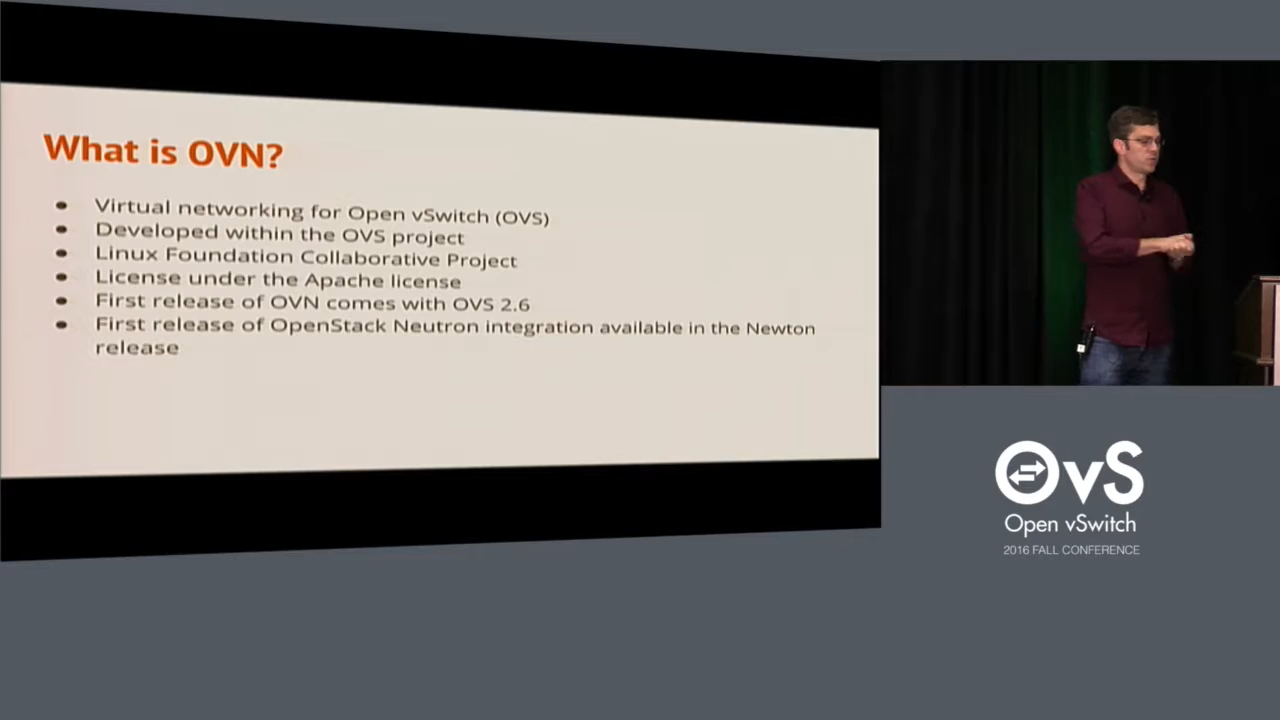 What is OVN?
Virtual networking for Open vSwitch (OVS)
Developed within the OVS project
Linux Foundation Collaborative Project
License under the Apache license
First release of OVN comes with OVS 2.6
First release of OpenStack Neutron integration available in the Newton
release
OvS
Open vSwitch
2016 FALL CONFERENCE